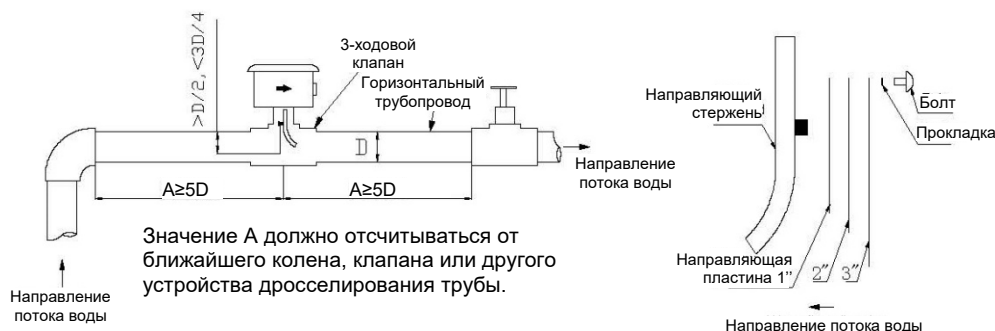 >D/2, <3D/4
3-ходовой
клапан
Горизонтальный
трубопровод
D
Направление
потока воды
A≥5D
A≥5D
Значение А должно отсчитываться от
ближайшего колена, клапана или другого
устройства дросселирования трубы.
Направление
потока воды
Направляющий
стержень
Болт
Прокладка
Направляющая
пластина 1’’
2″
3″
Направление потока воды